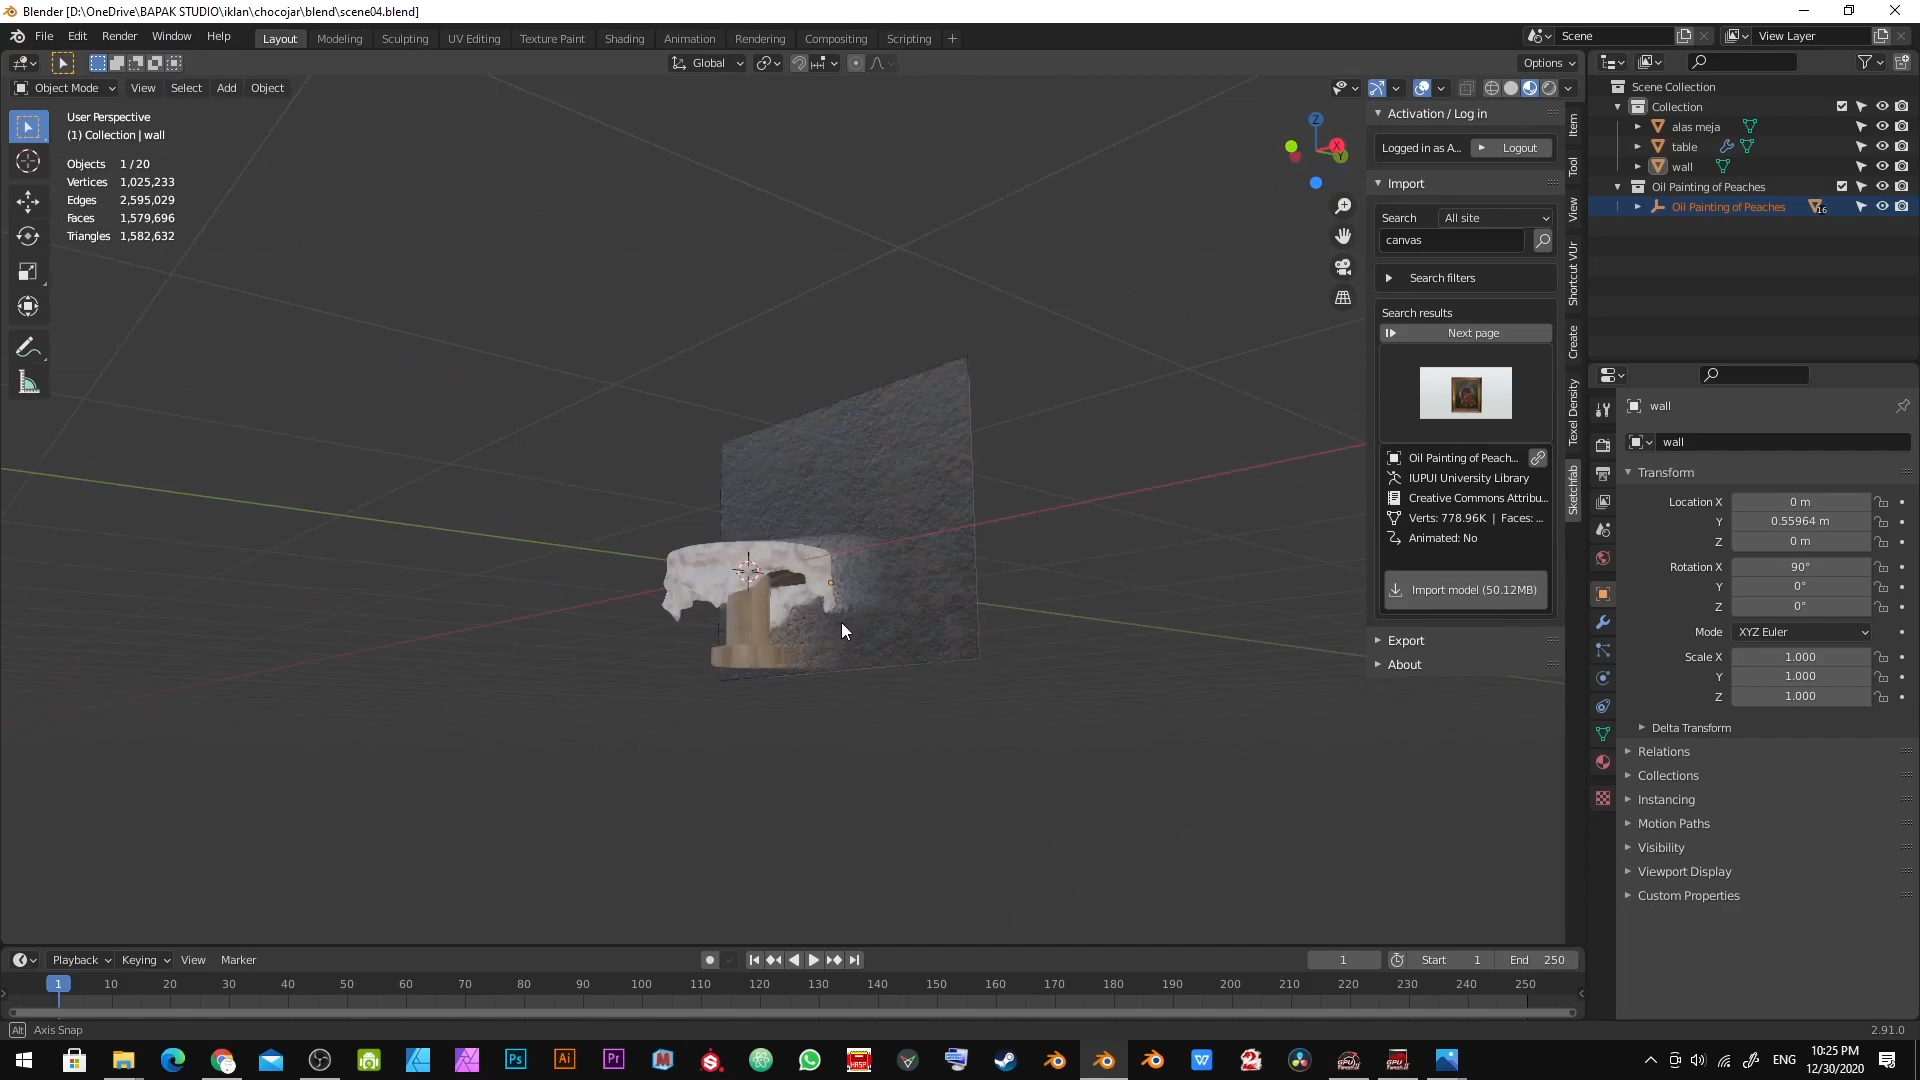 Blender [D:\OneDrive\BAPAK STUDIO\iklan\chocojar\blend\scene04.blend]
File Edit Render Window Help Layout Modeling Sculpting UV Editing Texture Paint Shading Animation Rendering Compositing Scripting + Scene View Layer
Global Options
Object Mode View Select Add Object
User Perspective
(1) Collection | wall
Objects 1 / 20
Vertices 1,025,233
Edges 2,595,029
Faces 1,579,696
Triangles 1,582,632
Z
X
Y
Activation / Log in
Logged in as A... Logout
Import
Search All site
canvas
Search filters
Search results
Next page
Oil Painting of Peach...
IUPUI University Library
Creative Commons Attribu...
Verts: 778.96K | Faces: ...
Animated: No
Import model (50.12MB)
Export
About
Item
Tool
View
Shortcut VUr
Create
Texel Density
Sketchfab
Scene Collection
Collection
alas meja
table
wall
Oil Painting of Peaches
Oil Painting of Peaches 16
wall
wall
Transform
Location X 0 m
Y 0.55964 m
Z 0 m
Rotation X 90°
Y 0°
Z 0°
Mode XYZ Euler
Scale X 1.000
Y 1.000
Z 1.000
Delta Transform
Relations
Collections
Instancing
Motion Paths
Visibility
Viewport Display
Custom Properties
Playback Keying View Marker 1 Start 1 End 250
1 10 20 30 40 50 60 70 80 90 100 110 120 130 140 150 160 170 180 190 200 210 220 230 240 250
Alt Axis Snap 2.91.0
Ps Ai Pr ENG 10:25 PM
12/30/2020